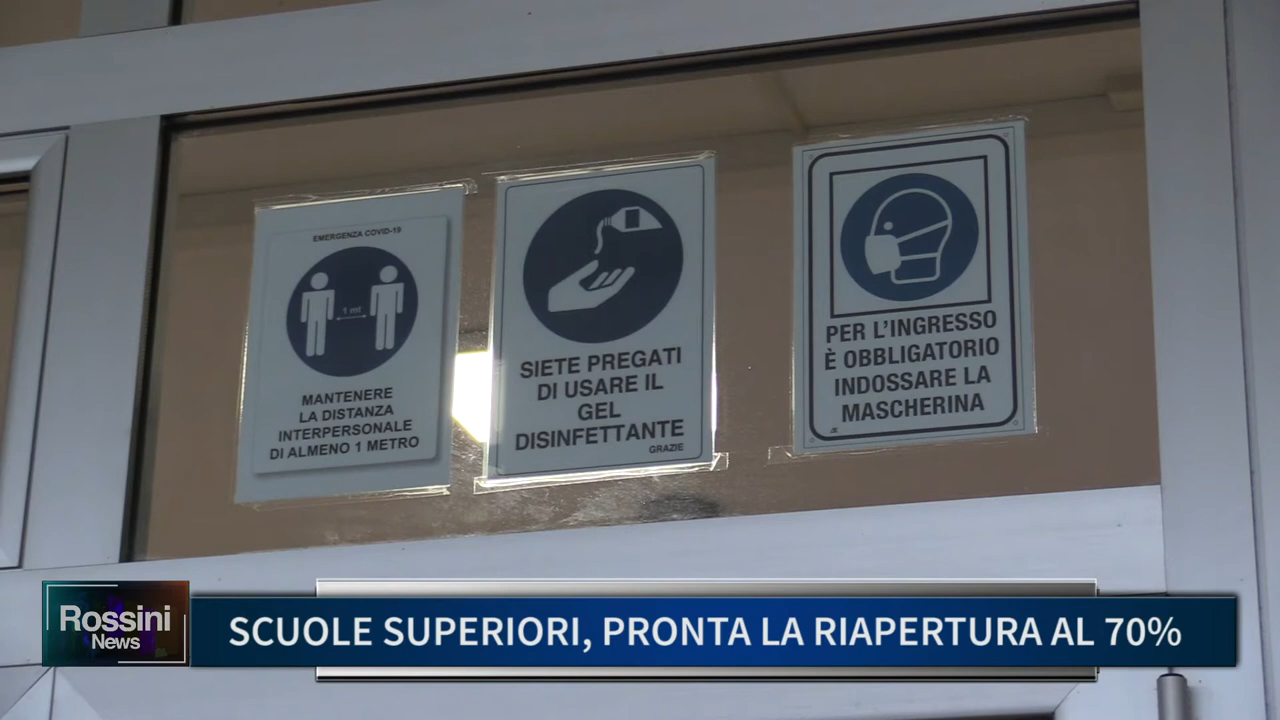 EMERGENZA COVID-19
1 mt
MANTENERE
LA DISTANZA
INTERPERSONALE
DI ALMENO 1 METRO
SIETE PREGATI
DI USARE IL
GEL
DISINFETTANTE
GRAZIE
PER L'INGRESSO
È OBBLIGATORIO
INDOSSARE LA
MASCHERINA
Rossini
News
SCUOLE SUPERIORI, PRONTA LA RIAPERTURA AL 70%